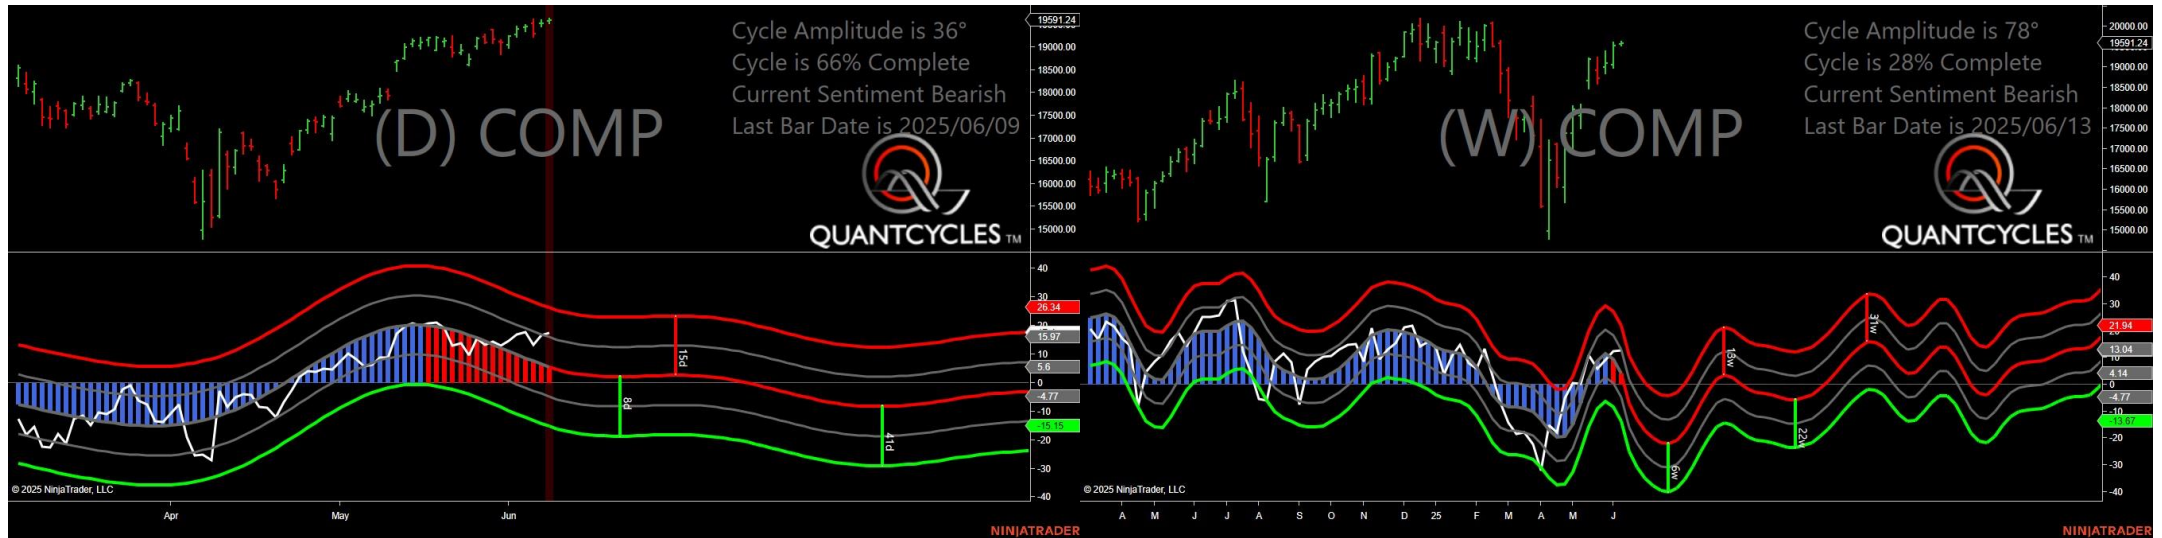 Cycle Amplitude is 36°
Cycle is 66% Complete
Current Sentiment Bearish
Last Bar Date is 2025/06/09
(D) COMP
QUANTCYCLES TM
19591.24
19000.00
18500.00
18000.00
17500.00
17000.00
16500.00
16000.00
15500.00
15000.00
40
30
26.34
20
15.97
10
5.6
0
-4.77
-10
-15.15
-20
-30
-40
15d
8d
41d
© 2025 NinjaTrader, LLC
Apr
May
Jun
NINJATRADER
Cycle Amplitude is 78°
Cycle is 28% Complete
Current Sentiment Bearish
Last Bar Date is 2025/06/13
(W) COMP
QUANTCYCLES TM
20000.00
19591.24
19000.00
18500.00
18000.00
17500.00
17000.00
16500.00
16000.00
15500.00
15000.00
40
30
21.94
13.04
4.14
0
-4.77
-10
-13.67
-20
-30
-40
13w
31w
22w
6w
© 2025 NinjaTrader, LLC
A M J J A S O N D 25 F M A M J
NINJATRADER